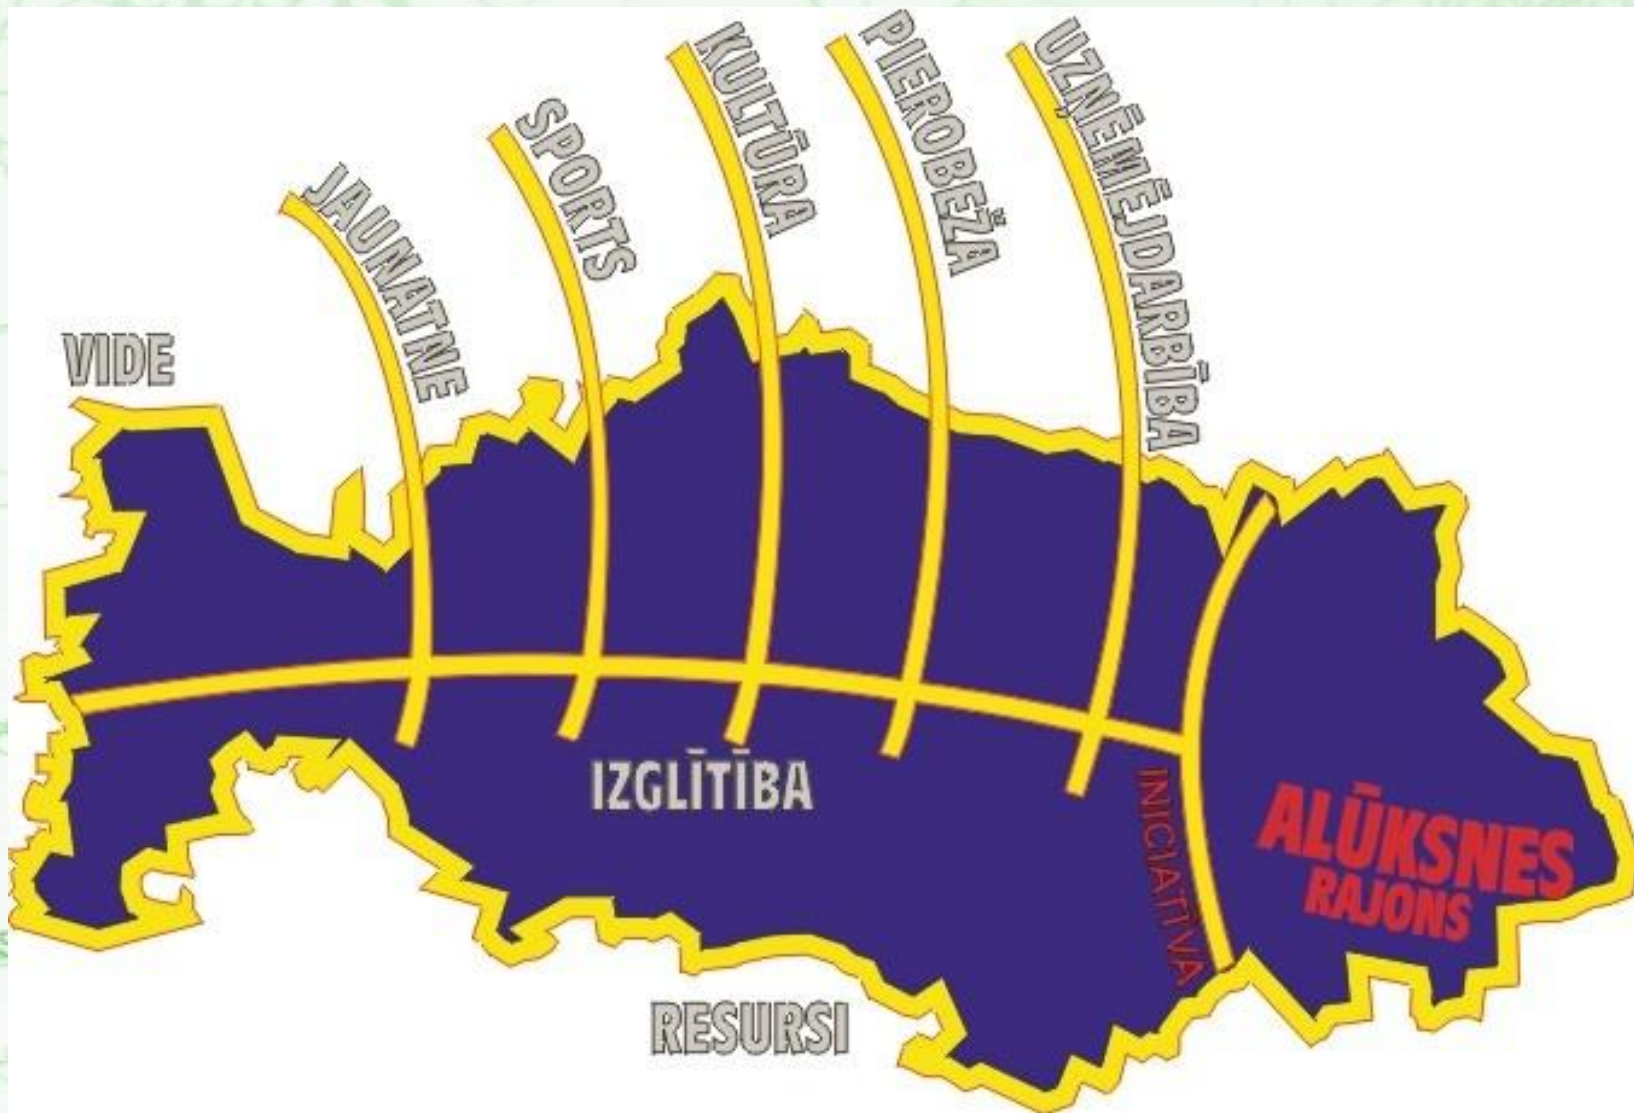 KULTŪRA
PIEROBEŽA
UZŅĒMĒJDARBĪBA
SPORTS
JAUNATNE
VIDE
IZGLĪTĪBA
INICIATĪVA
ALŪKSNES
RAJONS
RESURSI